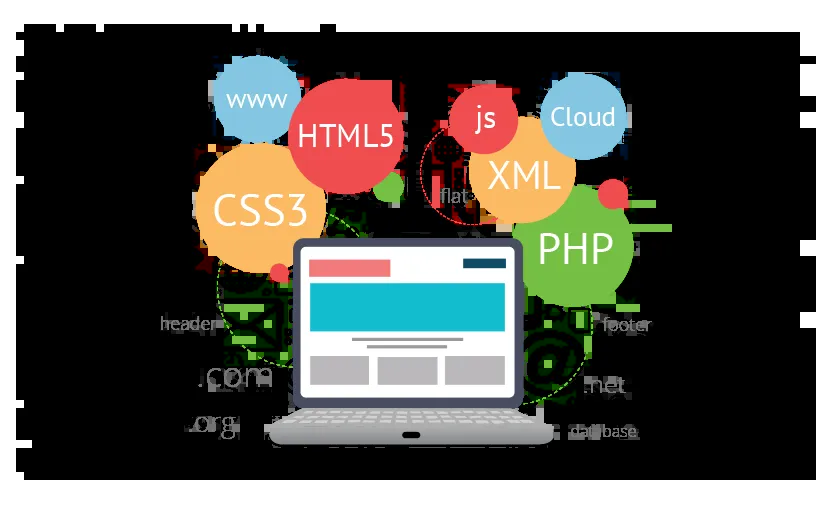 www
HTML5
js
Cloud
CSS3
XML
flat
PHP
header
footer
.com
.net
.org
database
@